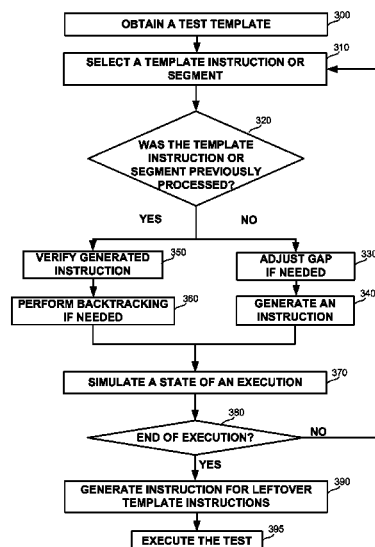 OBTAIN A TEST TEMPLATE
300
SELECT A TEMPLATE INSTRUCTION OR
SEGMENT
310
320
WAS THE TEMPLATE
INSTRUCTION OR
SEGMENT PREVIOUSLY
PROCESSED?
YES
NO
VERIFY GENERATED
INSTRUCTION
350
ADJUST GAP
IF NEEDED
330
PERFORM BACKTRACKING
IF NEEDED
360
GENERATE AN
INSTRUCTION
340
SIMULATE A STATE OF AN EXECUTION
370
380
END OF EXECUTION?
NO
YES
GENERATE INSTRUCTION FOR LEFTOVER
TEMPLATE INSTRUCTIONS
390
EXECUTE THE TEST
395